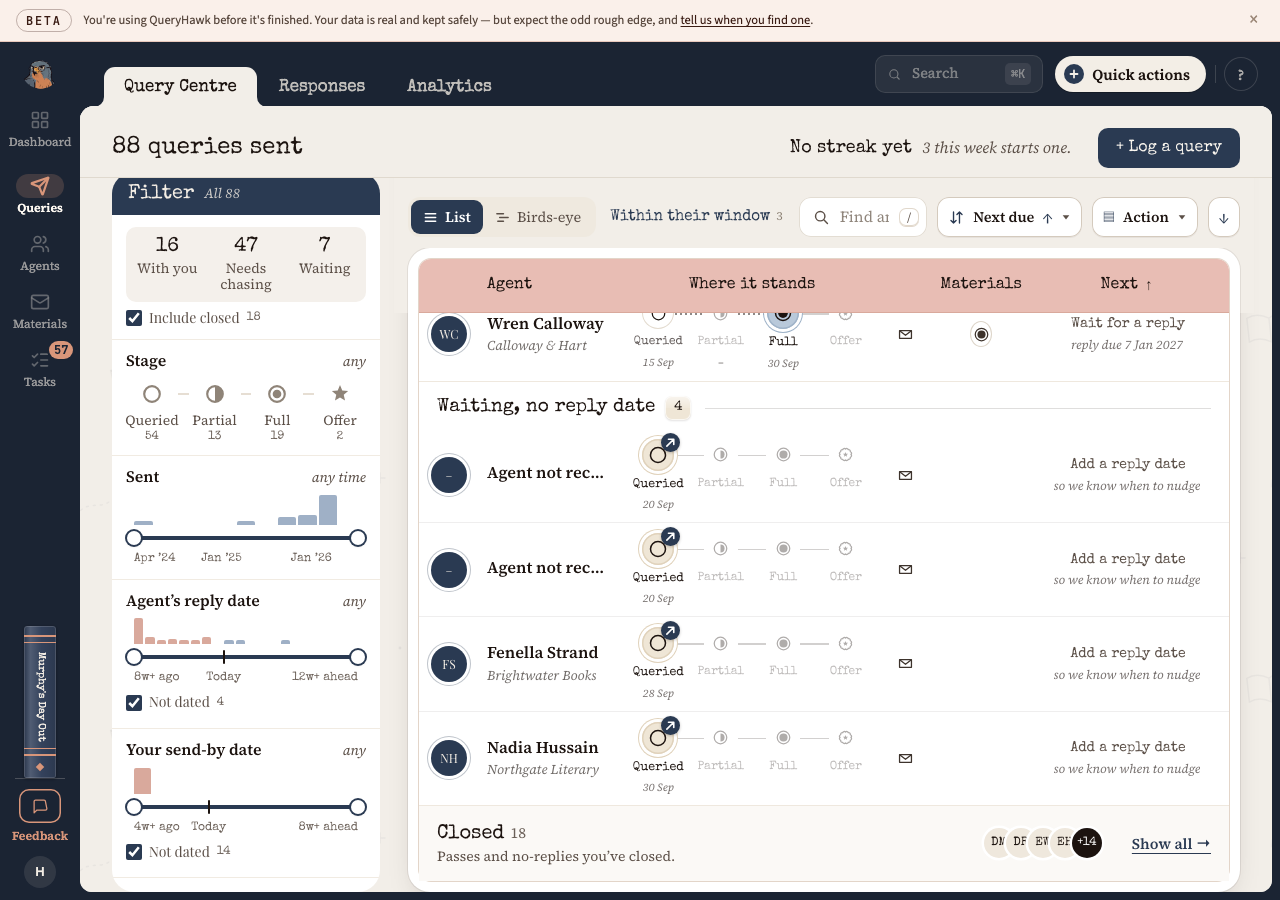 BETA
You're using QueryHawk before it's finished. Your data is real and kept safely — but expect the odd rough edge, and tell us when you find one.
×
Query Centre
Responses
Analytics
Search
⌘K
Quick actions
?
Dashboard
Queries
Agents
Materials
57
Tasks
Murphy's Day Out
Feedback
H
88 queries sent
No streak yet
3 this week starts one.
+ Log a query
Filter All 88
16
With you
47
Needs chasing
7
Waiting
Include closed 18
Stage
any
Queried
54
Partial
13
Full
19
Offer
2
Sent
any time
Apr ’24
Jan ’25
Jan ’26
Agent’s reply date
any
8w+ ago
Today
12w+ ahead
Not dated 4
Your send-by date
any
4w+ ago
Today
8w+ ahead
Not dated 14
List
Birds-eye
Within their window 3
Find
/
Next due ↑
Action
↓
Agent
Where it stands
Materials
Next ↑
WC
Wren Calloway
Calloway & Hart
Queried
15 Sep
Partial
–
Full
30 Sep
Offer
Wait for a reply
reply due 7 Jan 2027
Waiting, no reply date 4
–
Agent not rec...
Queried
20 Sep
Partial
Full
Offer
Add a reply date
so we know when to nudge
–
Agent not rec...
Queried
20 Sep
Partial
Full
Offer
Add a reply date
so we know when to nudge
FS
Fenella Strand
Brightwater Books
Queried
28 Sep
Partial
Full
Offer
Add a reply date
so we know when to nudge
NH
Nadia Hussain
Northgate Literary
Queried
30 Sep
Partial
Full
Offer
Add a reply date
so we know when to nudge
Closed 18
Passes and no-replies you’ve closed.
+14
Show all →